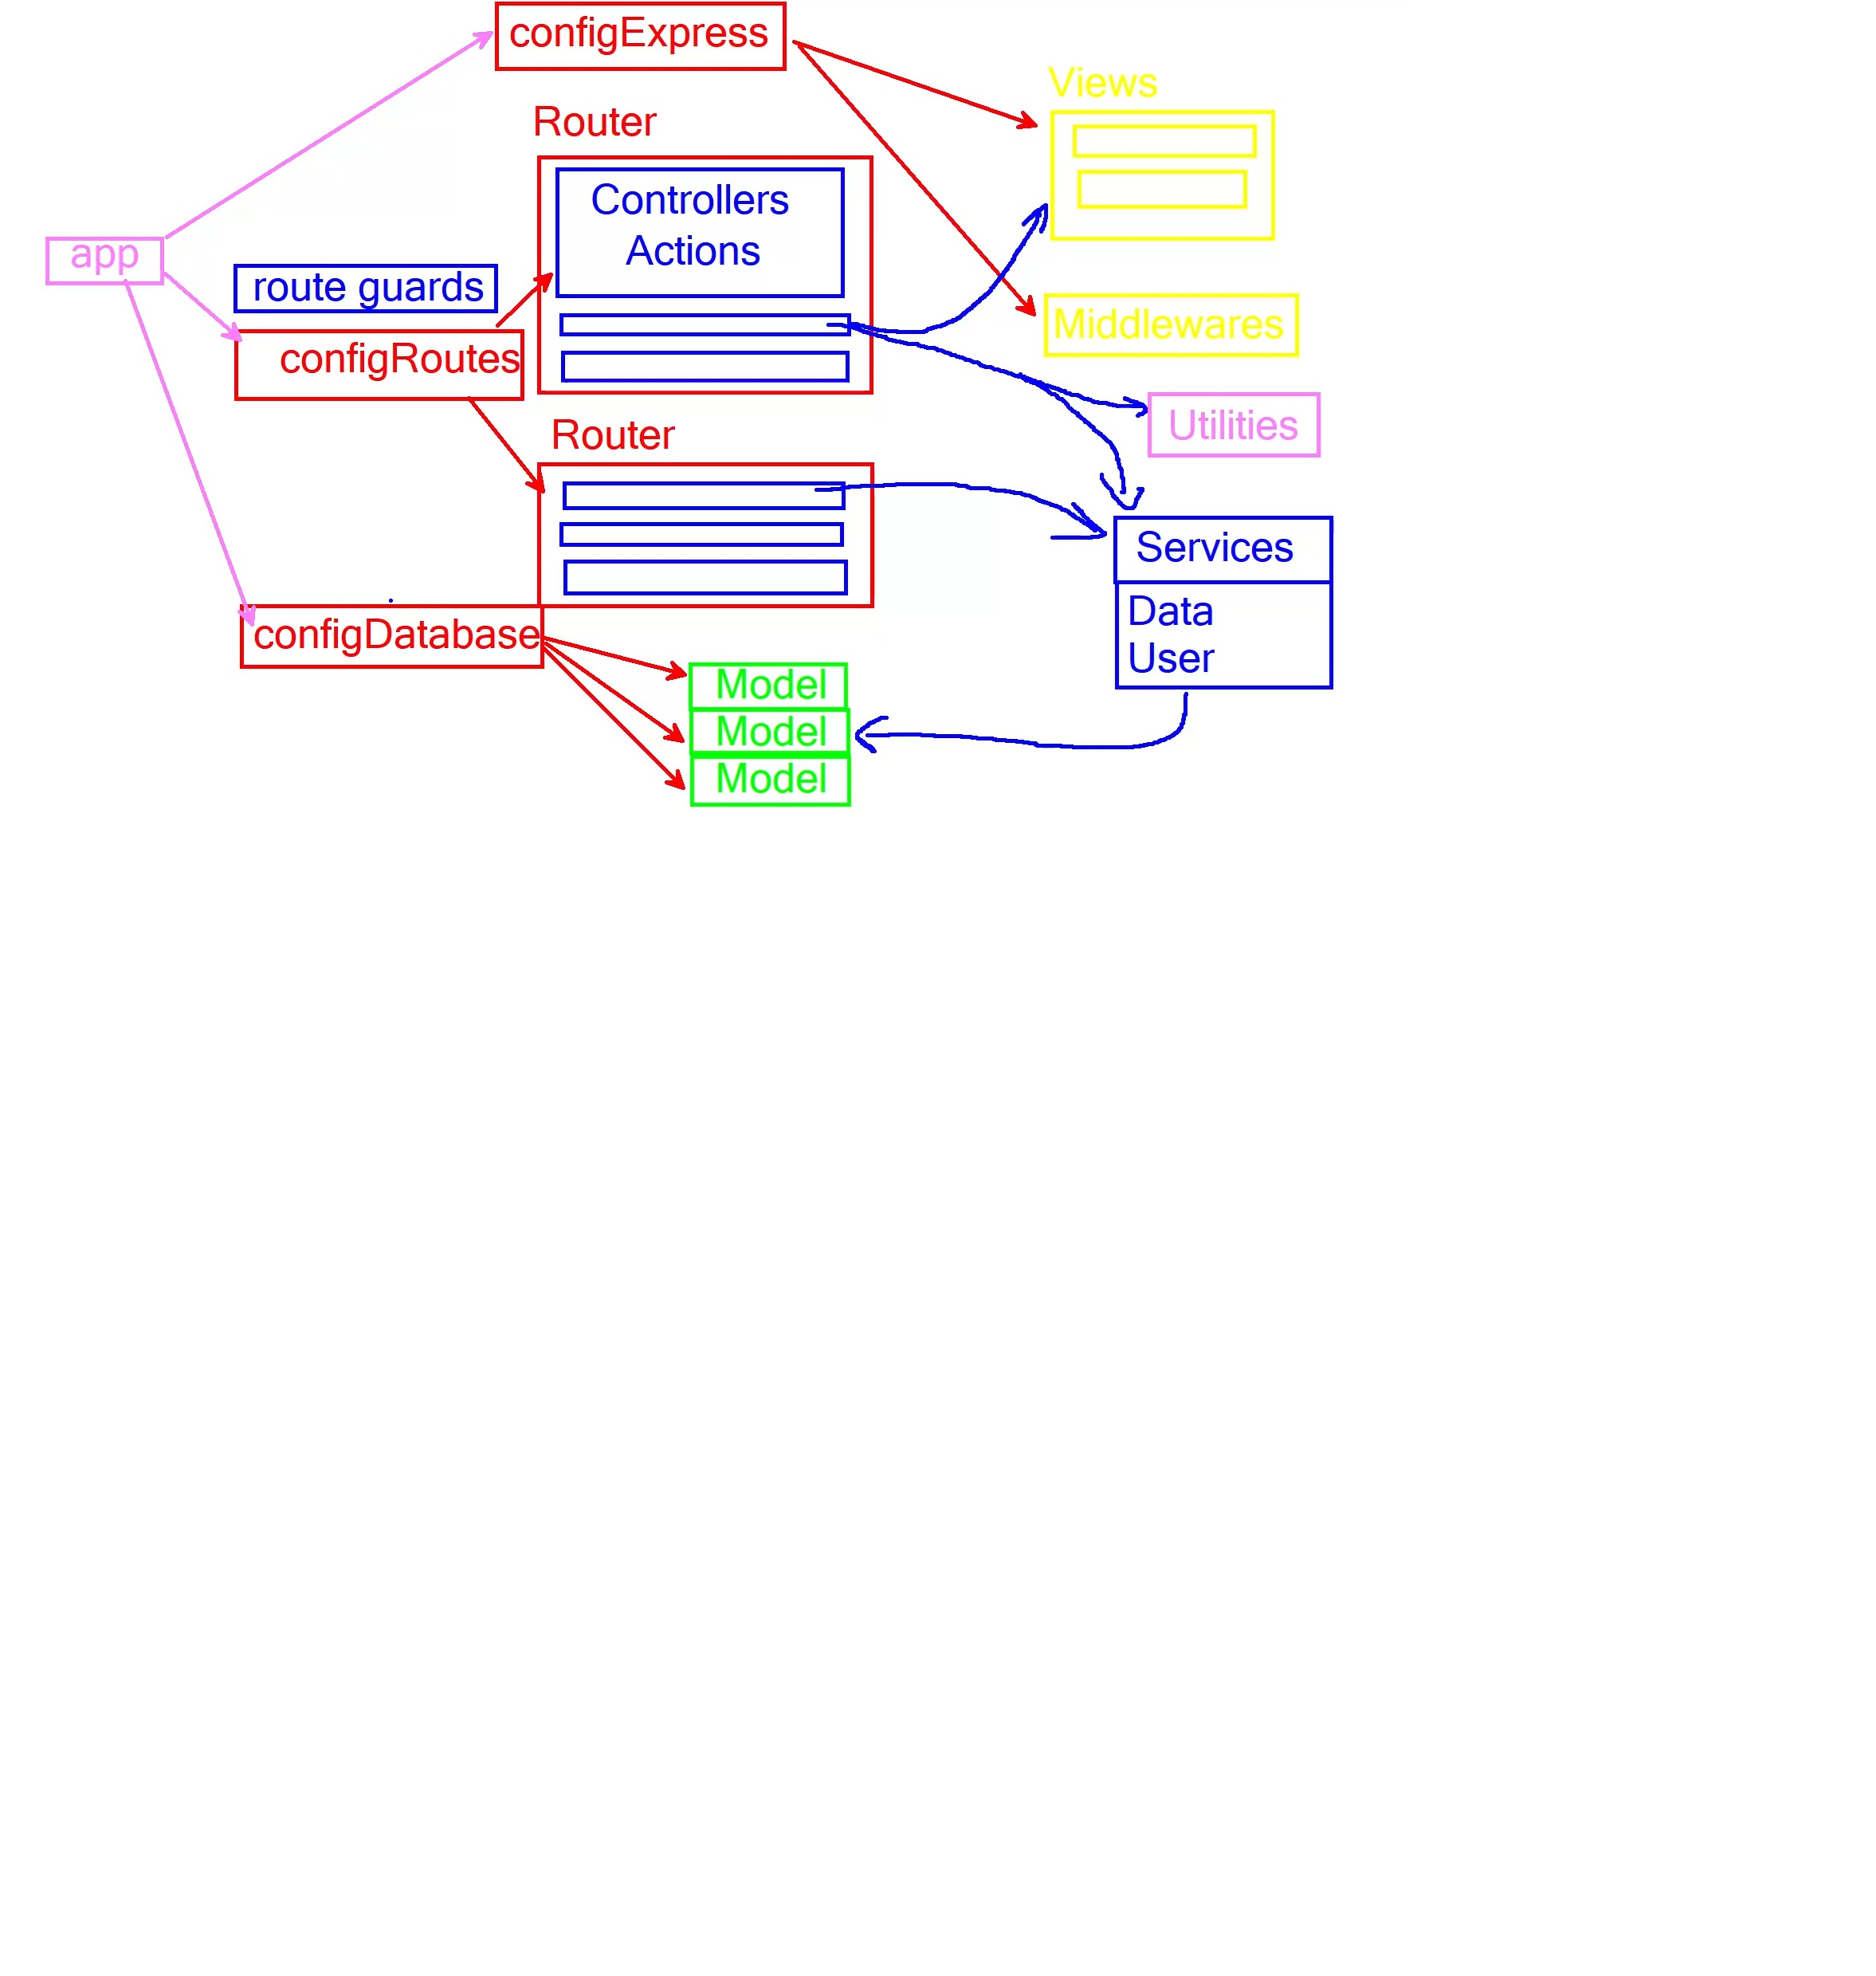 configExpress
Views
Router
Controllers
Actions
app
route guards
Middlewares
configRoutes
Utilities
Router
Services
Data
User
configDatabase
Model
Model
Model